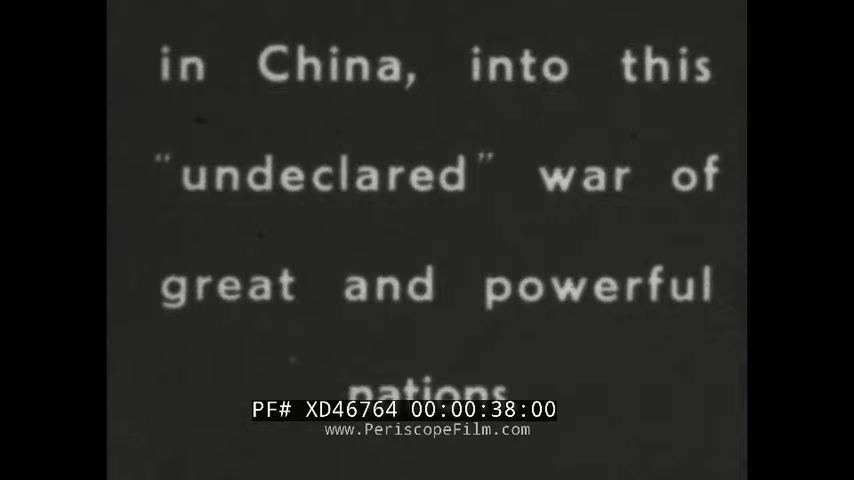 in China, into this
"undeclared" war of
great and powerful
nations
PF# XD46764 00:00:38:00
www.PeriscopeFilm.com